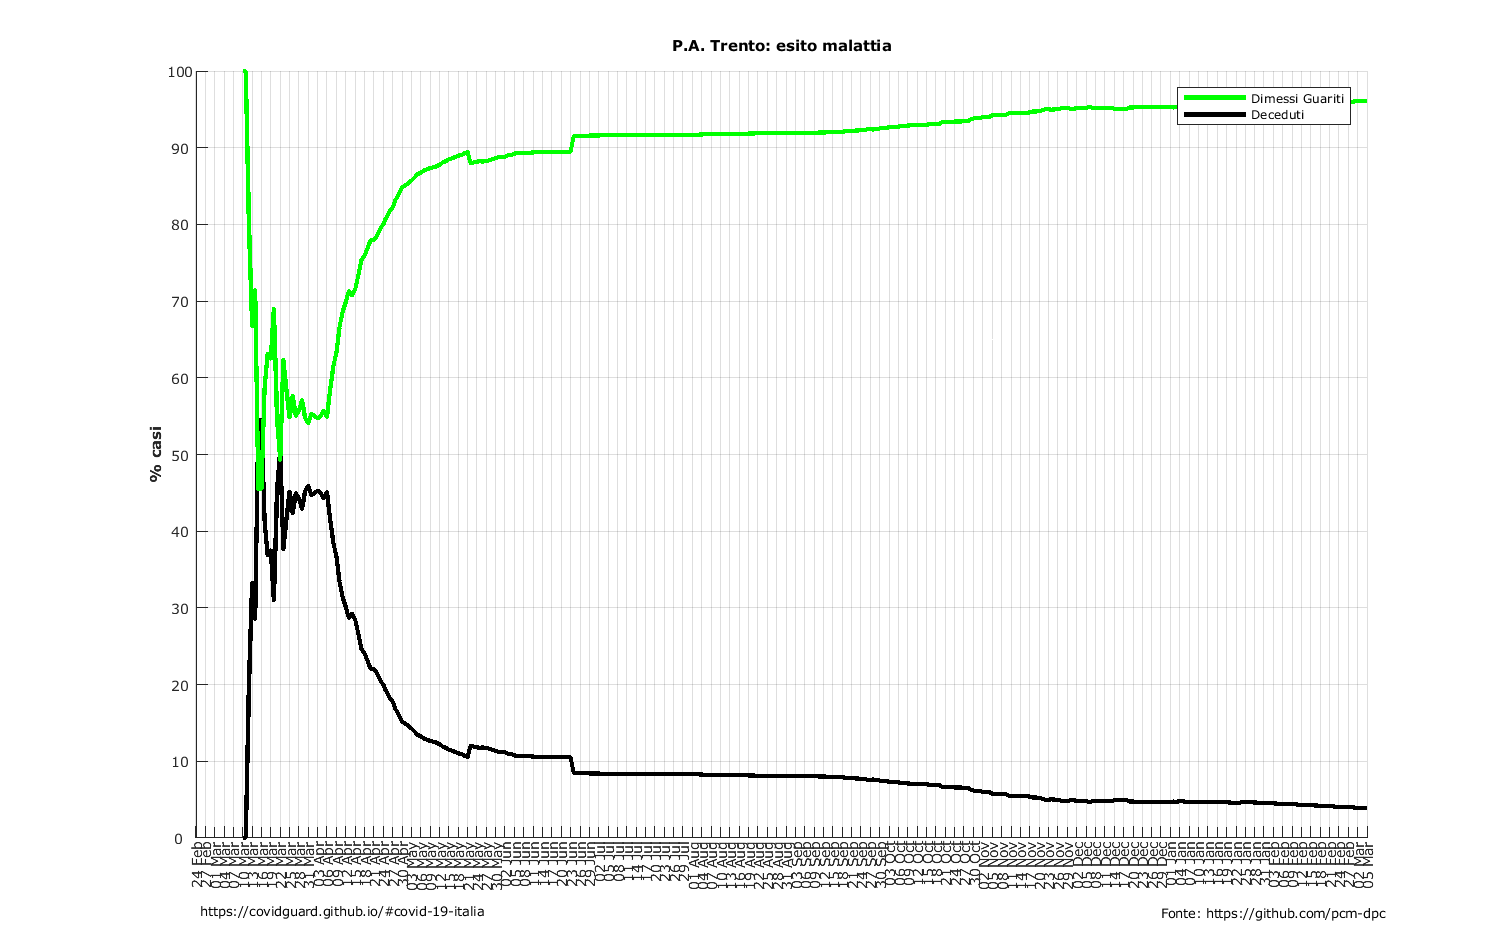 P.A. Trento: esito malattia
100
90
80
70
60
50
40
30
20
10
0
% casi
Dimessi Guariti
Deceduti
24 Feb
27 Feb
01 Mar
04 Mar
07 Mar
10 Mar
13 Mar
16 Mar
19 Mar
22 Mar
25 Mar
28 Mar
31 Mar
03 Apr
06 Apr
09 Apr
12 Apr
15 Apr
18 Apr
21 Apr
24 Apr
27 Apr
30 Apr
03 May
06 May
09 May
12 May
15 May
18 May
21 May
24 May
27 May
30 May
02 Jun
05 Jun
08 Jun
11 Jun
14 Jun
17 Jun
20 Jun
23 Jun
26 Jun
29 Jun
02 Jul
05 Jul
08 Jul
11 Jul
14 Jul
17 Jul
20 Jul
23 Jul
26 Jul
29 Jul
01 Aug
04 Aug
07 Aug
10 Aug
13 Aug
16 Aug
19 Aug
22 Aug
25 Aug
28 Aug
31 Aug
03 Sep
06 Sep
09 Sep
12 Sep
15 Sep
18 Sep
21 Sep
24 Sep
27 Sep
30 Sep
03 Oct
06 Oct
09 Oct
12 Oct
15 Oct
18 Oct
21 Oct
24 Oct
27 Oct
30 Oct
02 Nov
05 Nov
08 Nov
11 Nov
14 Nov
17 Nov
20 Nov
23 Nov
26 Nov
29 Nov
02 Dec
05 Dec
08 Dec
11 Dec
14 Dec
17 Dec
20 Dec
23 Dec
26 Dec
29 Dec
01 Jan
04 Jan
07 Jan
10 Jan
13 Jan
16 Jan
19 Jan
22 Jan
25 Jan
28 Jan
31 Jan
03 Feb
06 Feb
09 Feb
12 Feb
15 Feb
18 Feb
21 Feb
24 Feb
27 Feb
02 Mar
05 Mar
https://covidguard.github.io/#covid-19-italia
Fonte: https://github.com/pcm-dpc